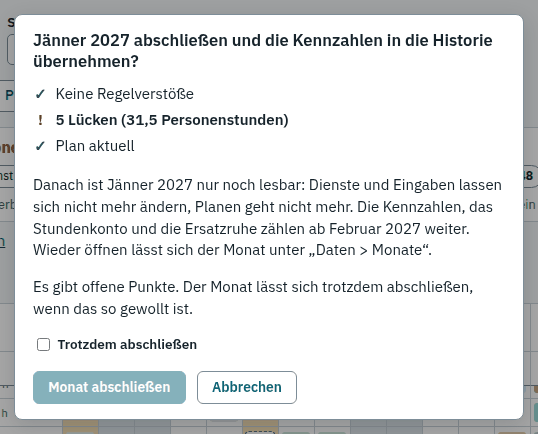 Jänner 2027 abschließen und die Kennzahlen in die Historie
übernehmen?
✓ Keine Regelverstöße
! 5 Lücken (31,5 Personenstunden)
✓ Plan aktuell
Danach ist Jänner 2027 nur noch lesbar: Dienste und Eingaben lassen
sich nicht mehr ändern, Planen geht nicht mehr. Die Kennzahlen, das
Stundenkonto und die Ersatzruhe zählen ab Februar 2027 weiter.
Wieder öffnen lässt sich der Monat unter „Daten > Monate“.
Es gibt offene Punkte. Der Monat lässt sich trotzdem abschließen,
wenn das so gewollt ist.
Trotzdem abschließen
Monat abschließen Abbrechen